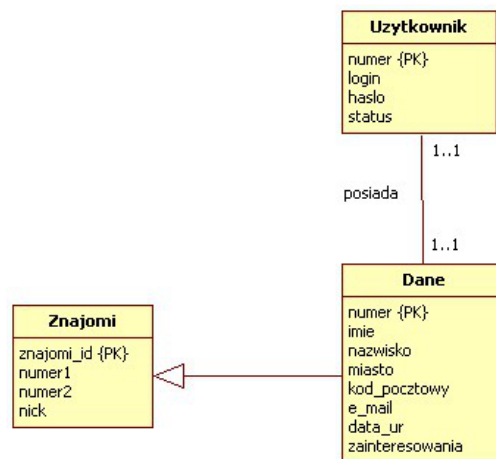 Uzytkownik
numer {PK}
login
haslo
status
1..1
posiada
1..1
Dane
numer {PK}
imie
nazwisko
miasto
kod_pocztowy
e_mail
data_ur
zainteresowania
Znajomi
znajomi_id {PK}
numer1
numer2
nick